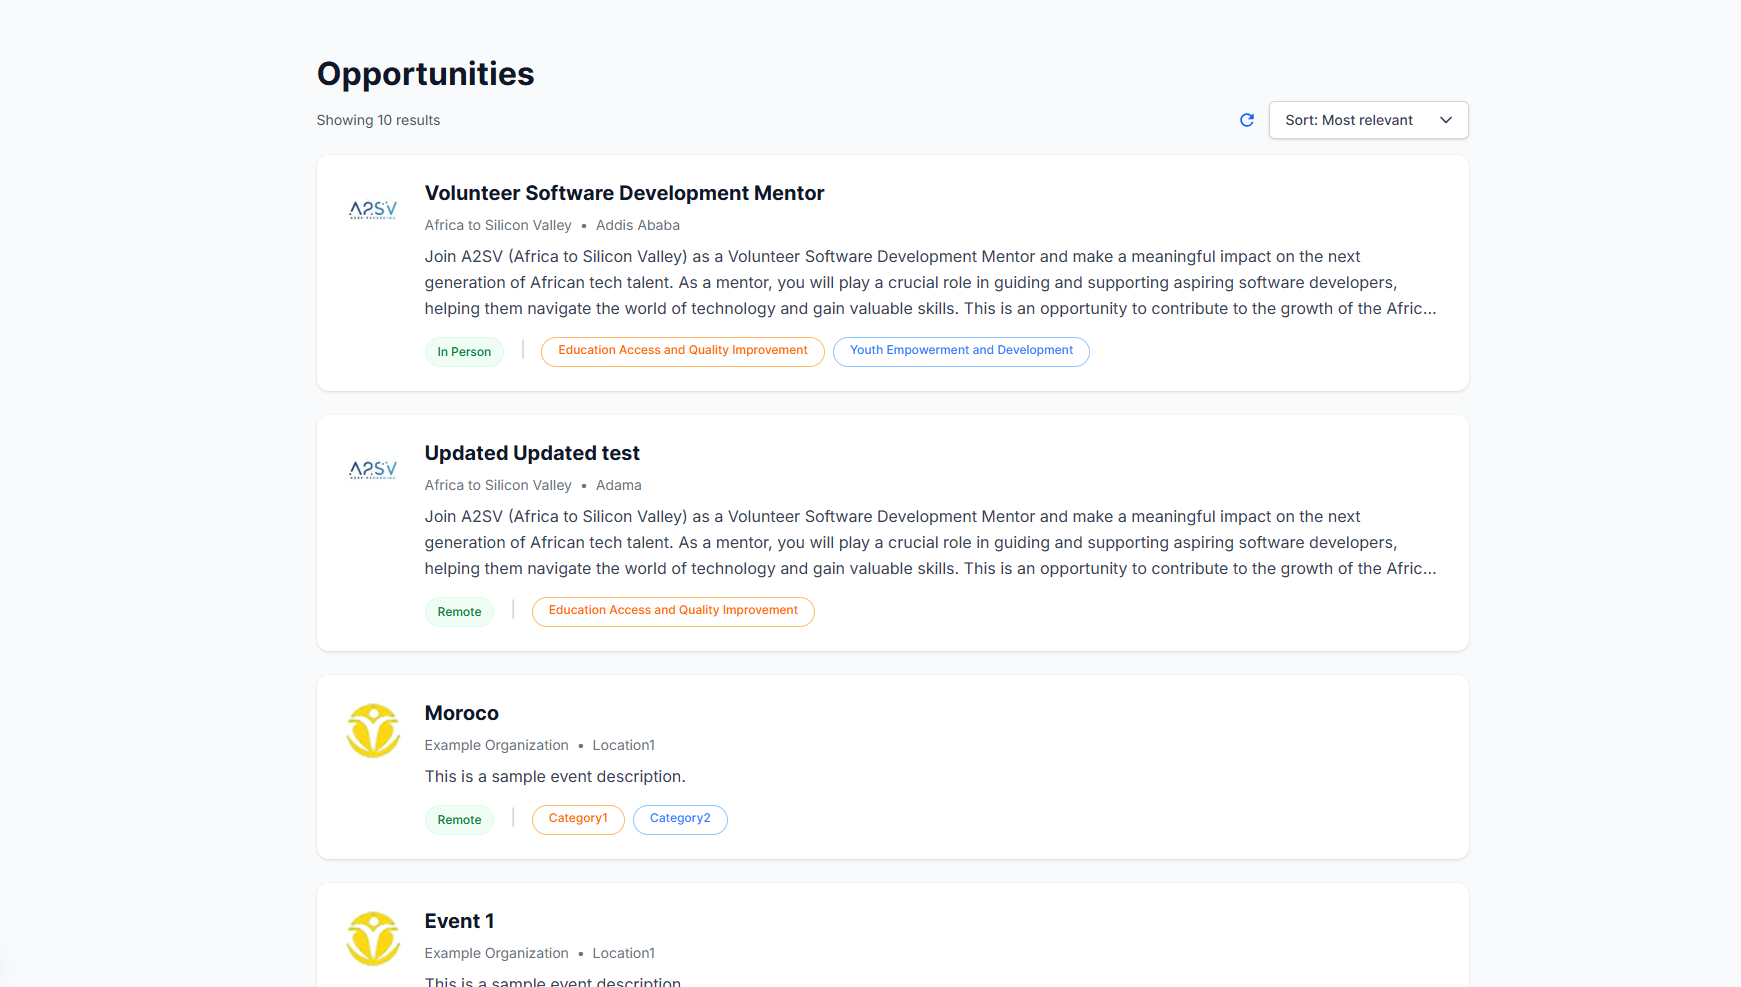 Opportunities
Showing 10 results
Sort: Most relevant
A2SV
Volunteer Software Development Mentor
Africa to Silicon Valley • Addis Ababa
Join A2SV (Africa to Silicon Valley) as a Volunteer Software Development Mentor and make a meaningful impact on the next
generation of African tech talent. As a mentor, you will play a crucial role in guiding and supporting aspiring software developers,
helping them navigate the world of technology and gain valuable skills. This is an opportunity to contribute to the growth of the Afric...
In Person
Education Access and Quality Improvement
Youth Empowerment and Development
A2SV
Updated Updated test
Africa to Silicon Valley • Adama
Join A2SV (Africa to Silicon Valley) as a Volunteer Software Development Mentor and make a meaningful impact on the next
generation of African tech talent. As a mentor, you will play a crucial role in guiding and supporting aspiring software developers,
helping them navigate the world of technology and gain valuable skills. This is an opportunity to contribute to the growth of the Afric...
Remote
Education Access and Quality Improvement
Moroco
Example Organization • Location1
This is a sample event description.
Remote
Category1
Category2
Event 1
Example Organization • Location1
This is a sample event description.